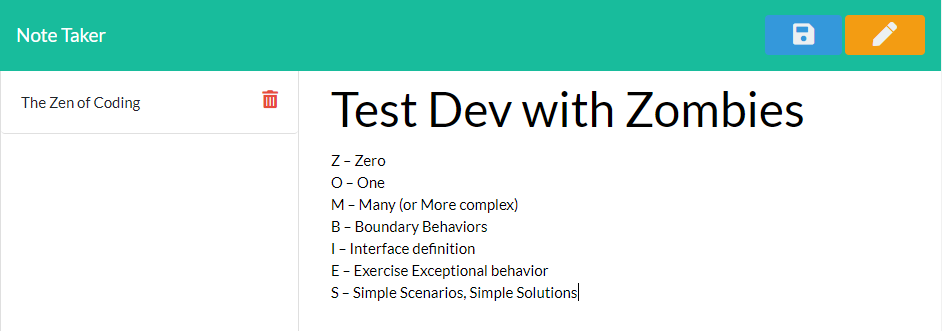 Note Taker
The Zen of Coding
Test Dev with Zombies
Z – Zero
O – One
M – Many (or More complex)
B – Boundary Behaviors
I – Interface definition
E – Exercise Exceptional behavior
S – Simple Scenarios, Simple Solutions